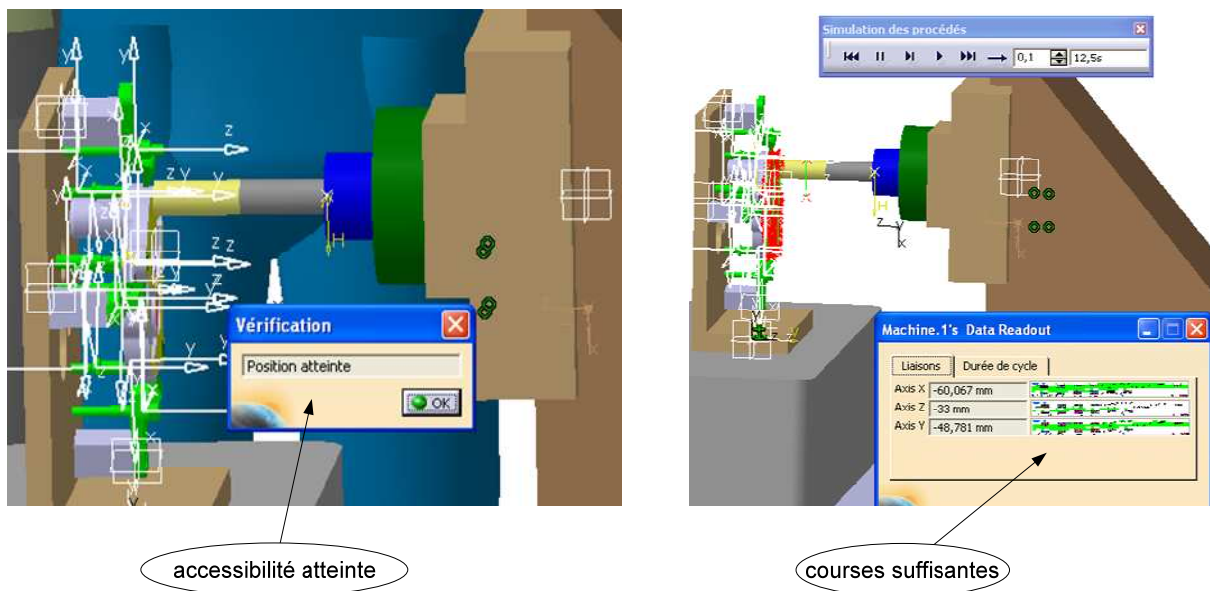 Simulation des procédés
0,1
12,5s
z
y
Vérification
Position atteinte
OK
H
Machine.1's Data Readout
Liaisons
Durée de cycle
Axis X
-60,067 mm
Axis Z
-33 mm
Axis Y
-48,781 mm
accessibilité atteinte
courses suffisantes